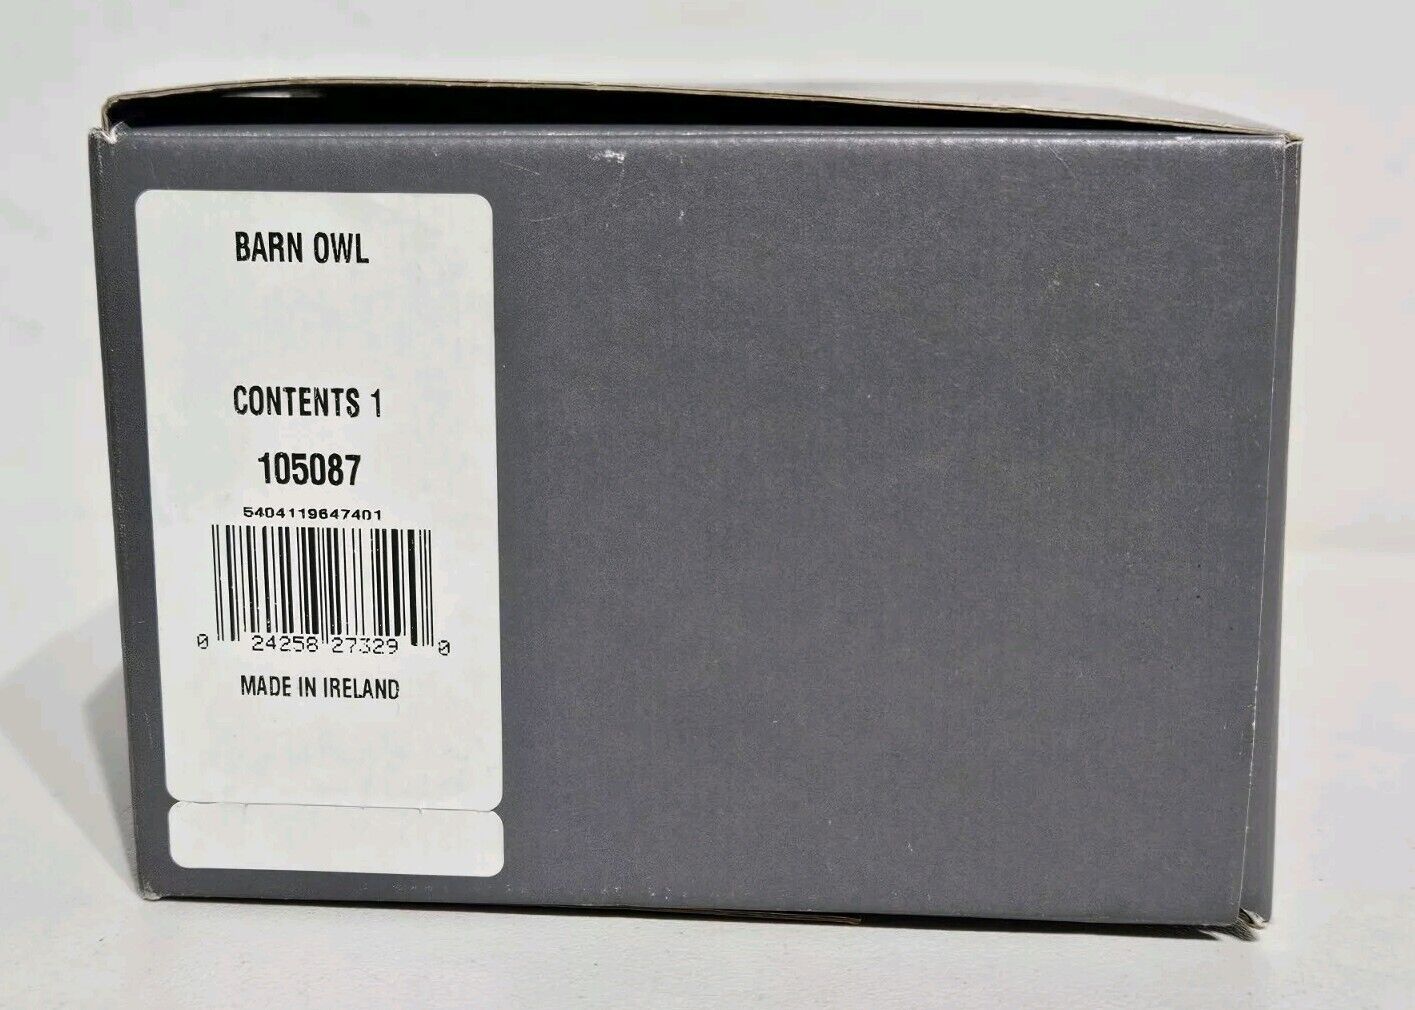 BARN OWL
CONTENTS 1
105087
5404119647401
0 24258 27329 0
MADE IN IRELAND